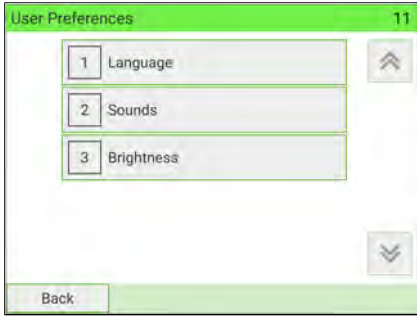 User Preferences 11
1 Language
2 Sounds
3 Brightness
Back